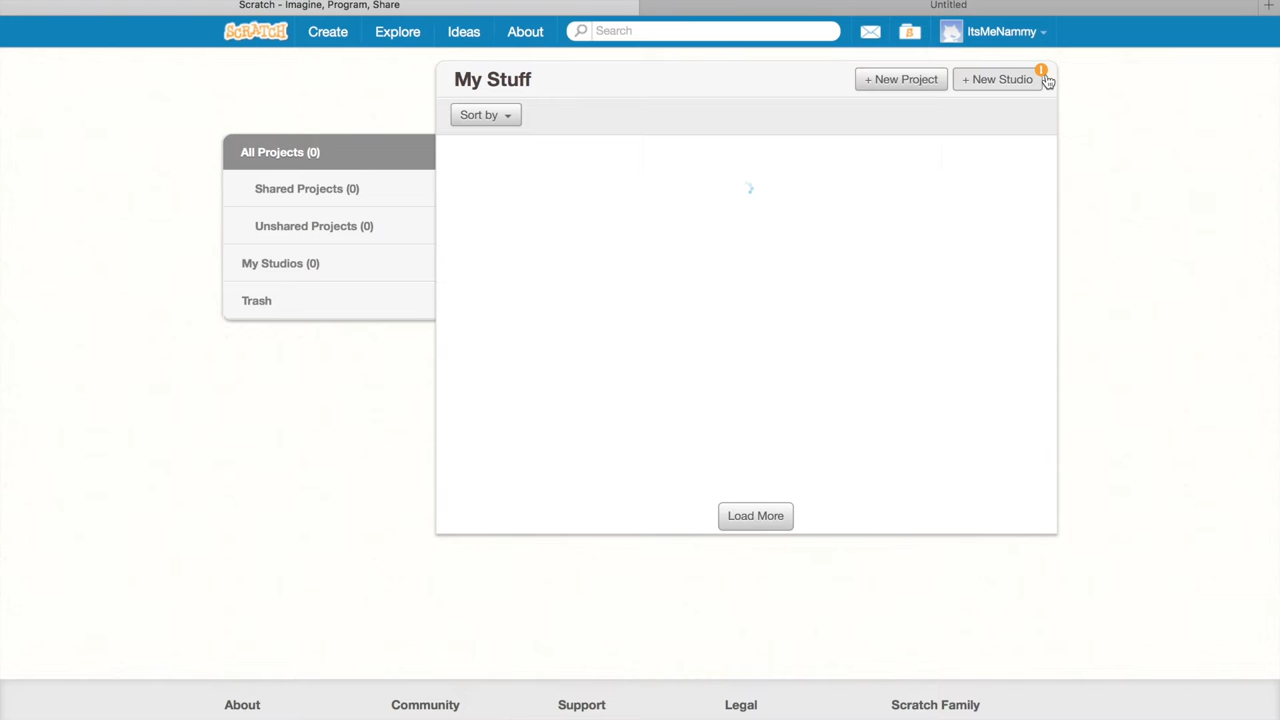 Scratch - Imagine, Program, Share
Untitled
+
SCRATCH
Create
Explore
Ideas
About
Search
ItsMeNammy
My Stuff
+ New Project
+ New Studio
!
Sort by
All Projects (0)
Shared Projects (0)
Unshared Projects (0)
My Studios (0)
Trash
Load More
About
Community
Support
Legal
Scratch Family